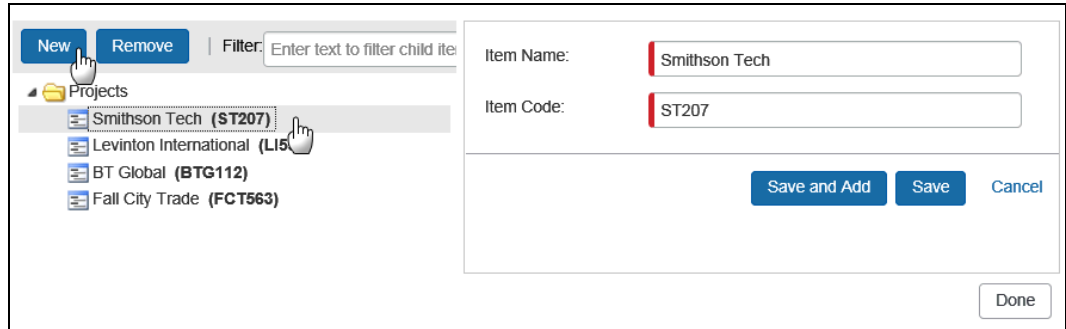 New
Remove
Filter:
Enter text to filter child ite
Projects
Smithson Tech (ST207)
Levinton International (LI5
BT Global (BTG112)
Fall City Trade (FCT563)
Item Name:
Smithson Tech
Item Code:
ST207
Save and Add
Save
Cancel
Done